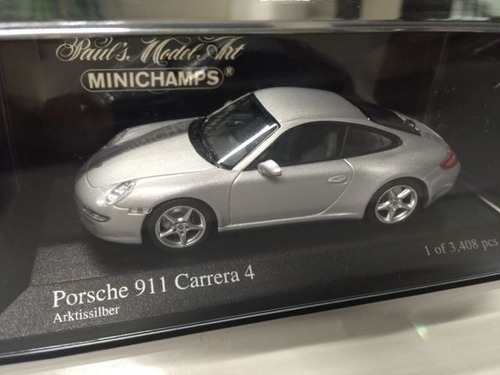 Paul's Model Art
MINICHAMPS®
1 of 3,408 pcs
Porsche 911 Carrera 4
Arktissilber